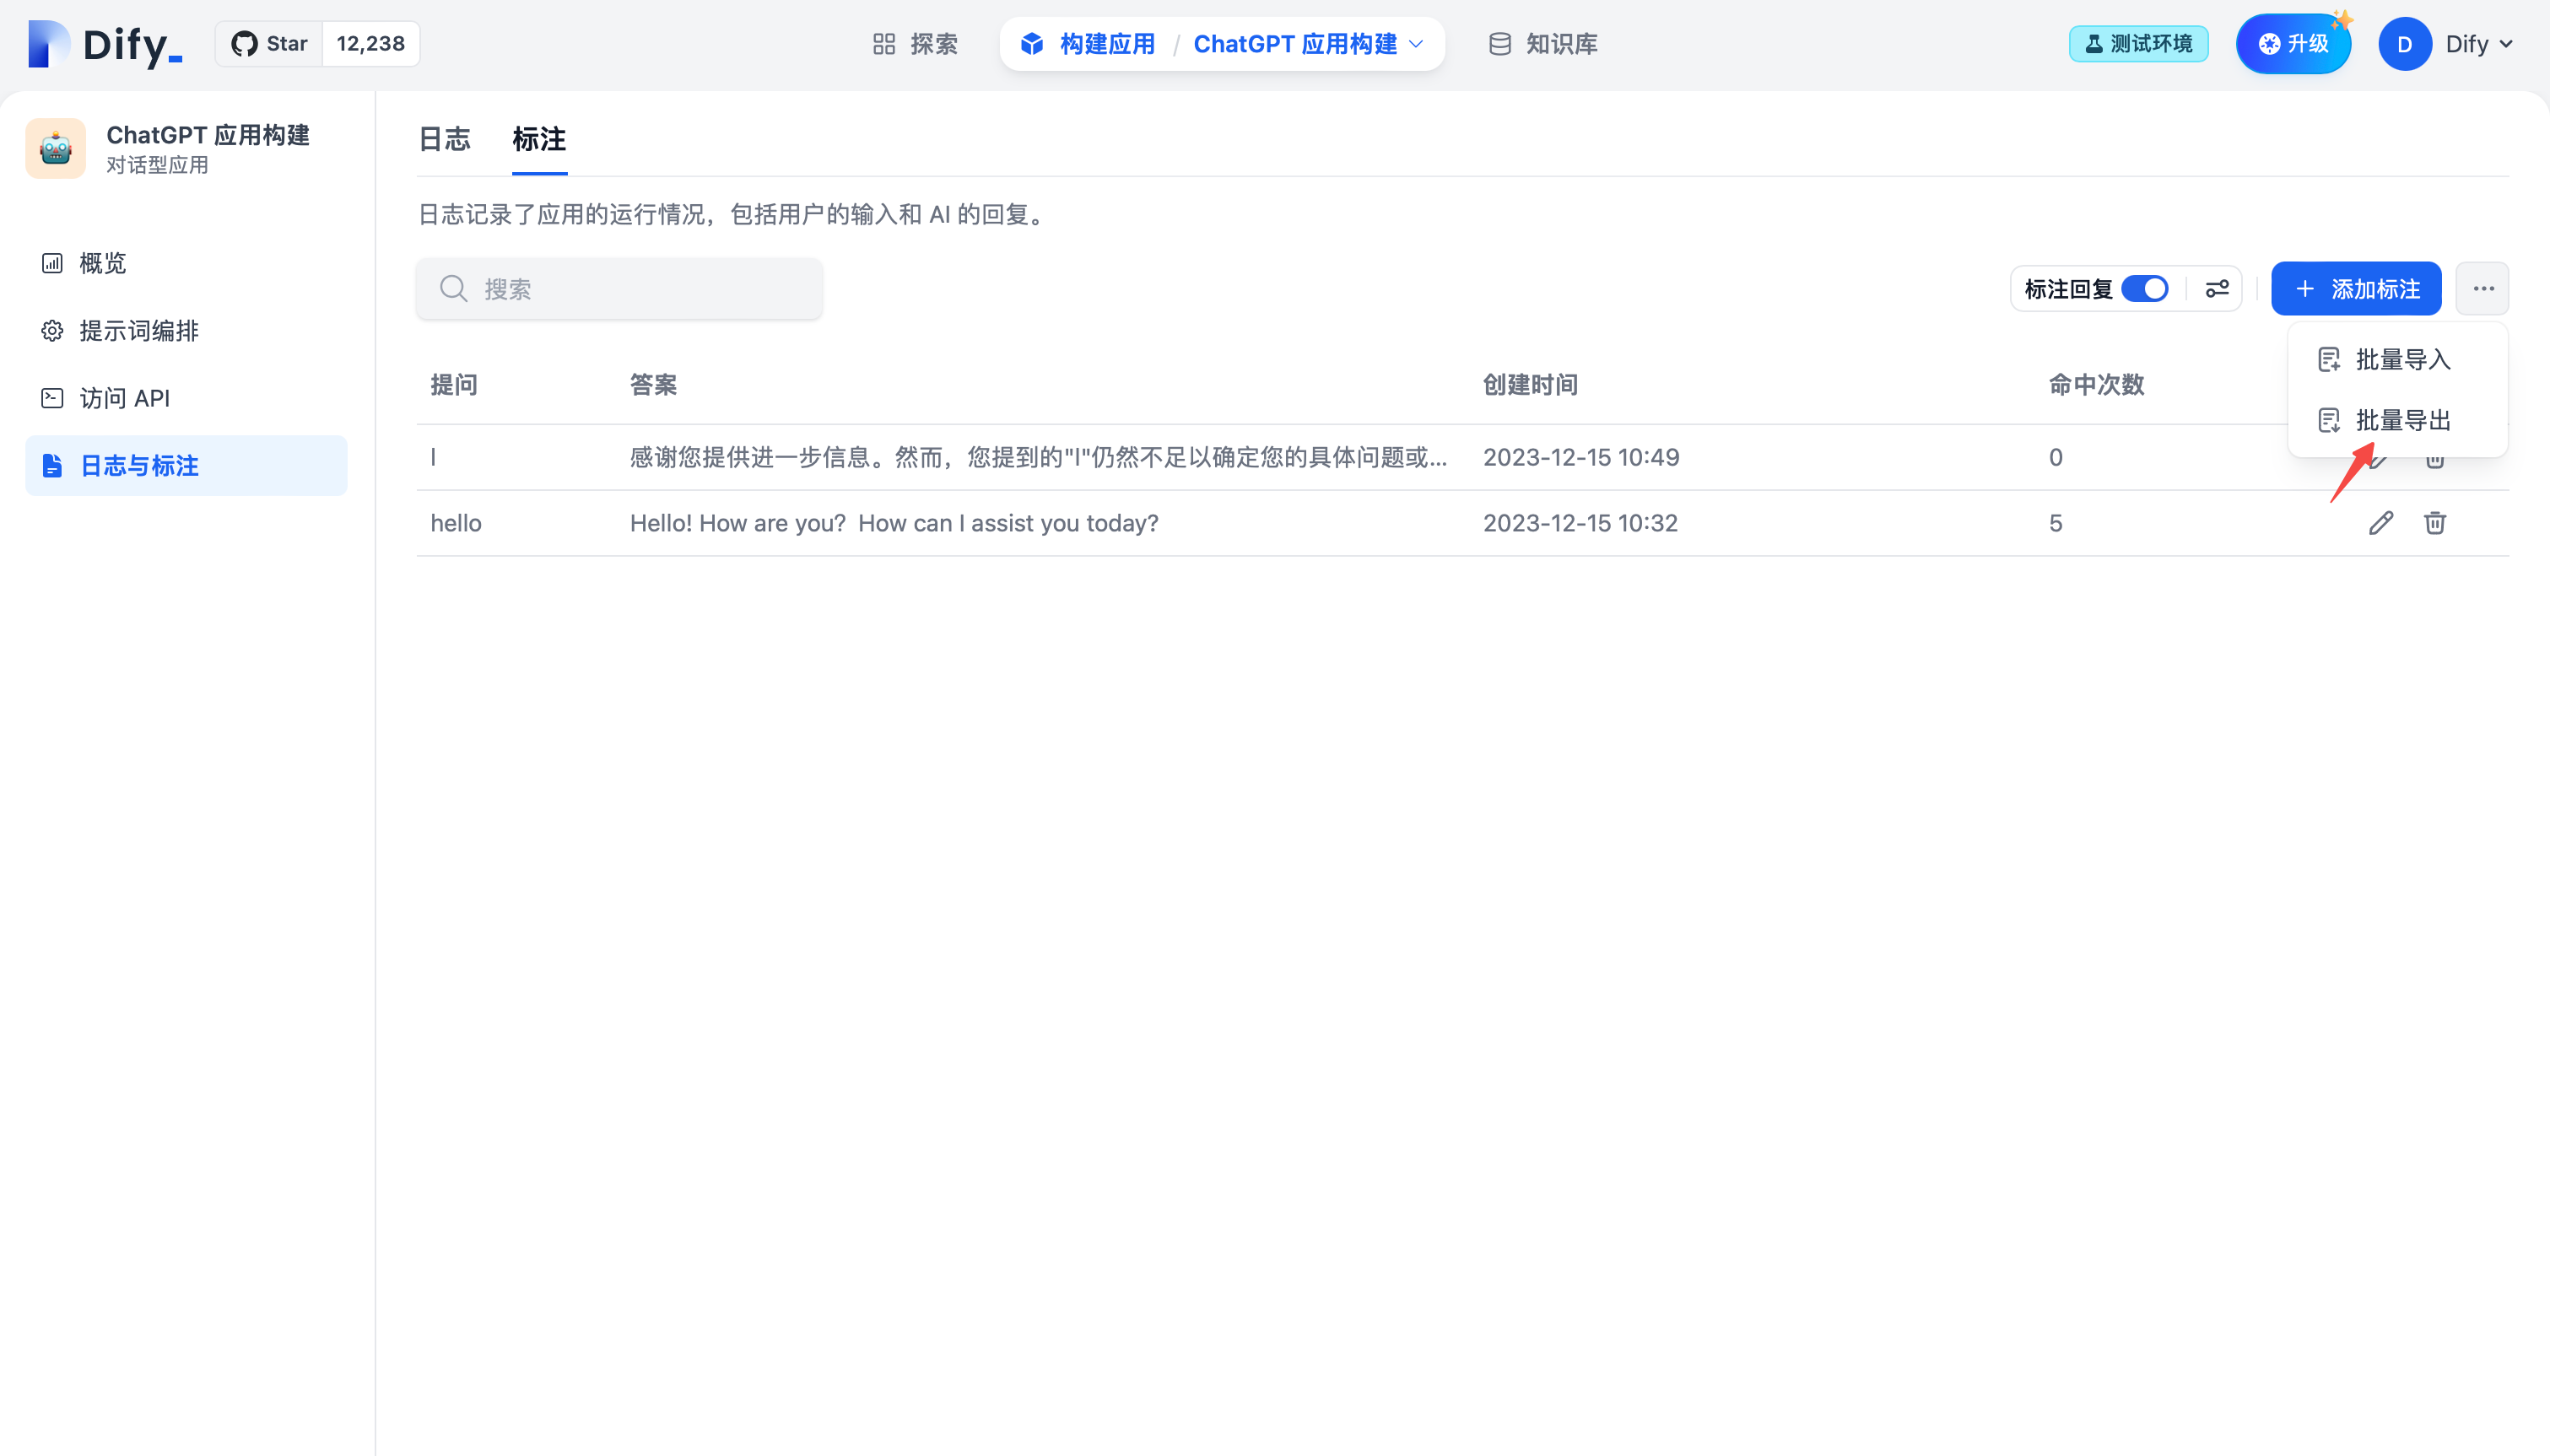 Dify_
Star 12,238
探索
构建应用 / ChatGPT 应用构建
知识库
测试环境
升级
D Dify
ChatGPT 应用构建
对话型应用
概览
提示词编排
访问 API
日志与标注
日志 标注
日志记录了应用的运行情况，包括用户的输入和 AI 的回复。
搜索
标注回复
+ 添加标注
批量导入
批量导出
提问 答案 创建时间 命中次数
I 感谢您提供进一步信息。然而，您提到的"I"仍然不足以确定您的具体问题或... 2023-12-15 10:49 0
hello Hello! How are you? How can I assist you today? 2023-12-15 10:32 5